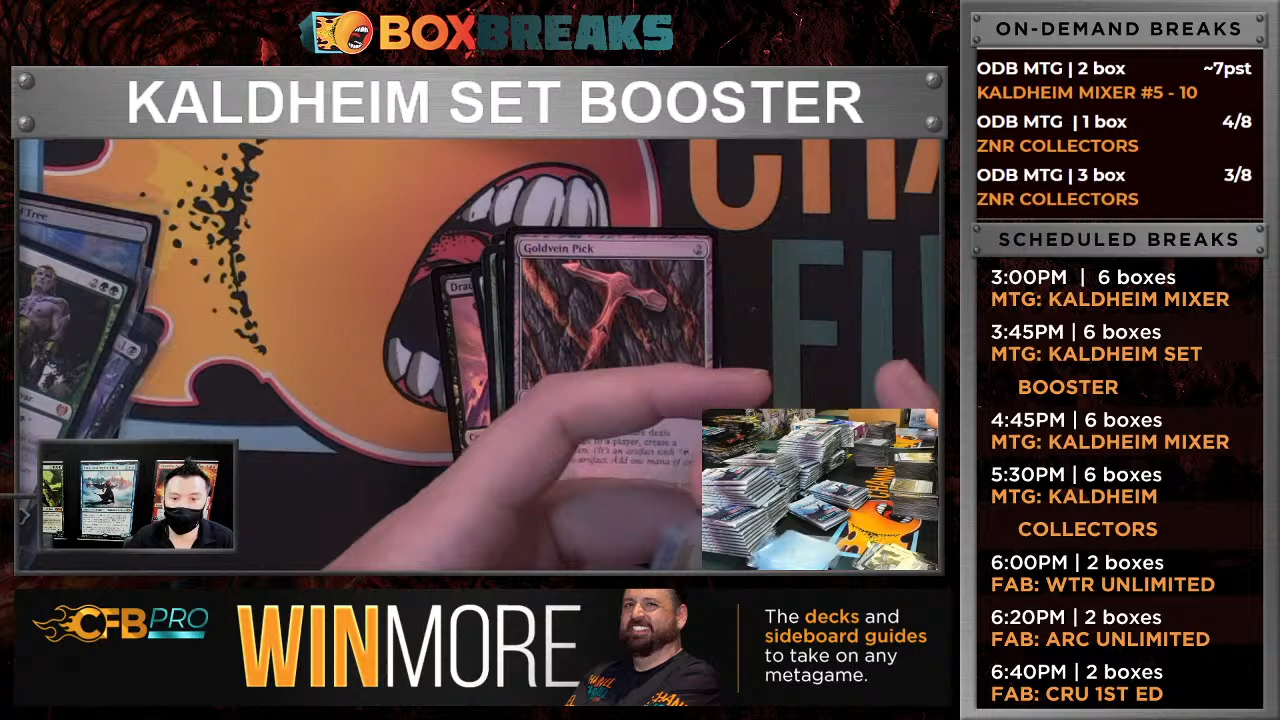 BOXBREAKS
KALDHEIM SET BOOSTER
Tree
Goldvein Pick 2
Drau
CFBPRO
WINMORE
The decks and
sideboard guides
to take on any
metagame.
ON-DEMAND BREAKS
ODB MTG | 2 box ~7pst
KALDHEIM MIXER #5 - 10
ODB MTG | 1 box 4/8
ZNR COLLECTORS
ODB MTG | 3 box 3/8
ZNR COLLECTORS
SCHEDULED BREAKS
3:00PM | 6 boxes
MTG: KALDHEIM MIXER
3:45PM | 6 boxes
MTG: KALDHEIM SET
BOOSTER
4:45PM | 6 boxes
MTG: KALDHEIM MIXER
5:30PM | 6 boxes
MTG: KALDHEIM
COLLECTORS
6:00PM | 2 boxes
FAB: WTR UNLIMITED
6:20PM | 2 boxes
FAB: ARC UNLIMITED
6:40PM | 2 boxes
FAB: CRU 1ST ED